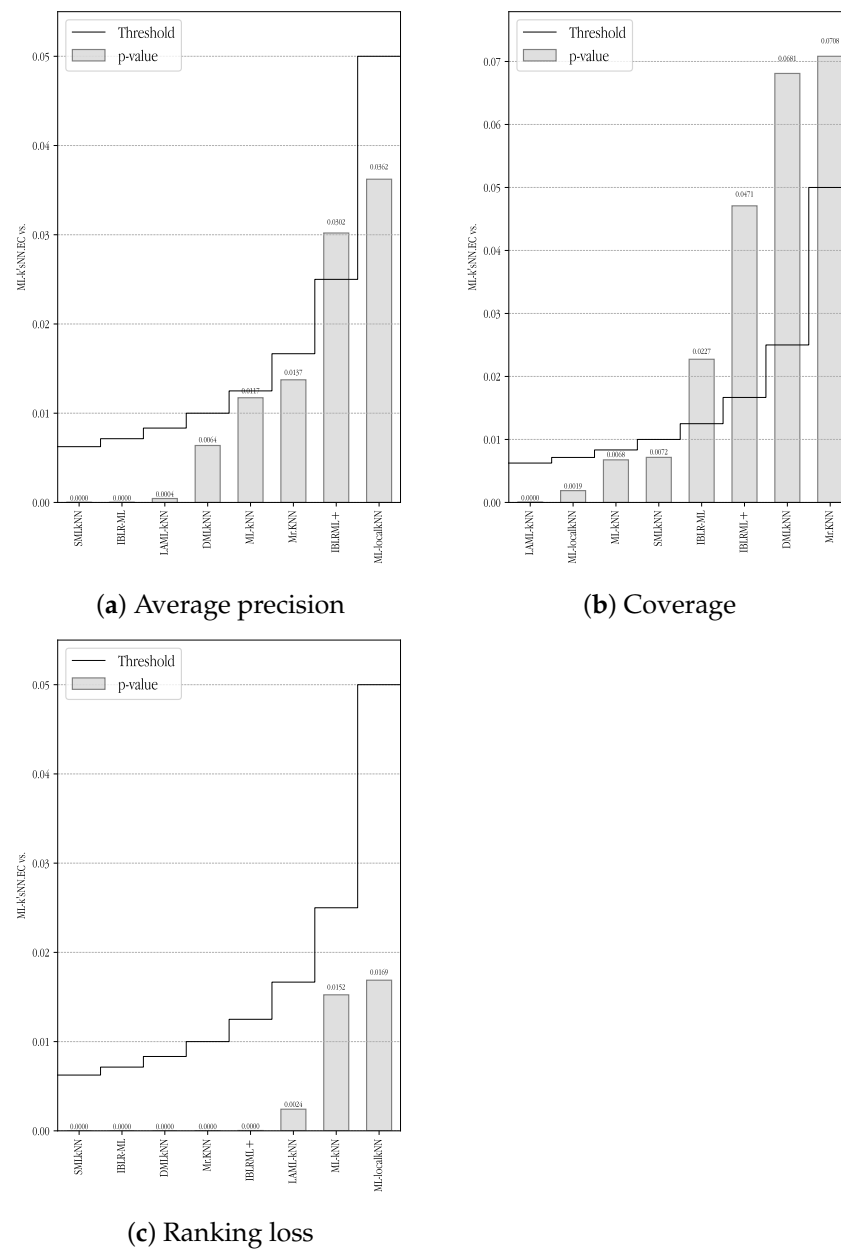 Threshold
p-value
0.05
0.04
0.03
0.02
0.01
0.00
ML-k'sNN.EC vs.
0.0000
0.0000
0.0004
0.0064
0.0117
0.0137
0.0302
0.0362
SMLkNN
IBLR-ML
LAML-kNN
DMLkNN
ML-kNN
Mr.KNN
IBLRML+
ML-localkNN
(a) Average precision
Threshold
p-value
0.07
0.06
0.05
0.04
0.03
0.02
0.01
0.00
ML-k'sNN.EC vs.
0.0000
0.0019
0.0068
0.0072
0.0227
0.0471
0.0681
0.0708
LAML-kNN
ML-localkNN
ML-kNN
SMLkNN
IBLR-ML
IBLRML+
DMLkNN
Mr.KNN
(b) Coverage
Threshold
p-value
0.05
0.04
0.03
0.02
0.01
0.00
ML-k'sNN.EC vs.
0.0000
0.0000
0.0000
0.0000
0.0000
0.0024
0.0152
0.0169
SMLkNN
IBLR-ML
DMLkNN
Mr.KNN
IBLRML+
LAML-kNN
ML-kNN
ML-localkNN
(c) Ranking loss